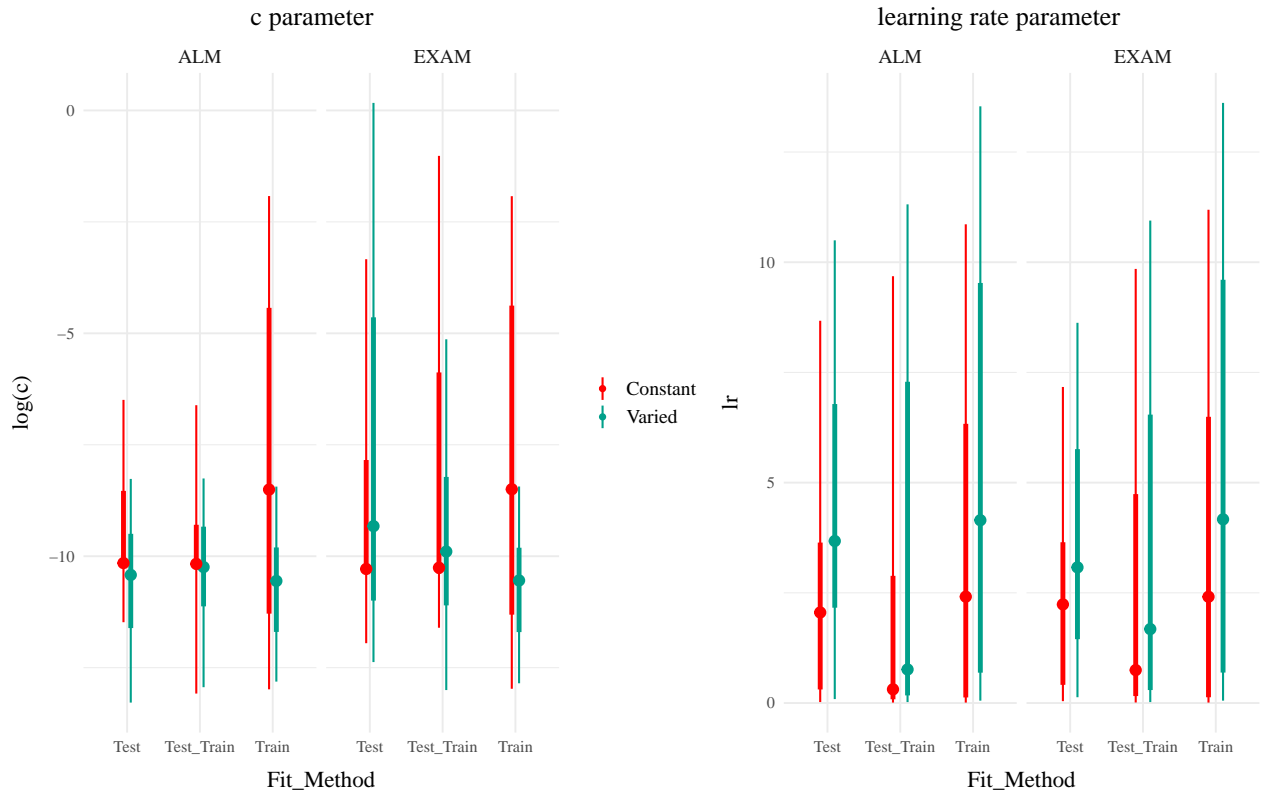 c parameter
ALM EXAM
0
−5
−10
log(c)
Test Test_Train Train Test Test_Train Train
Fit_Method
Constant
Varied
learning rate parameter
ALM EXAM
10
5
0
lr
Test Test_Train Train Test Test_Train Train
Fit_Method